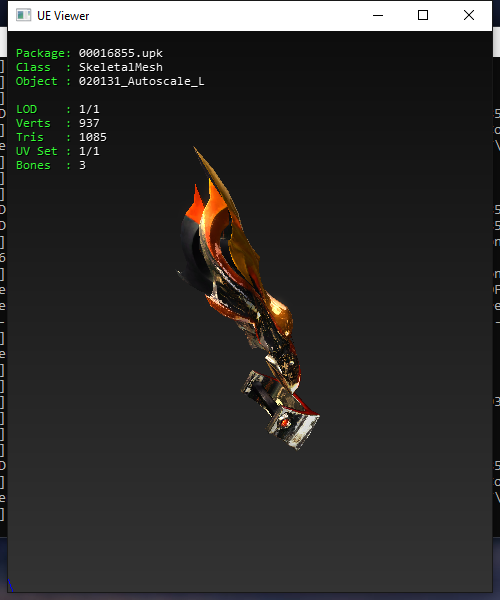 UE Viewer
Package: 00016855.upk
Class  : SkeletalMesh
Object : 020131_Autoscale_L
LOD    : 1/1
Verts  : 937
Tris   : 1085
UV Set : 1/1
Bones  : 3